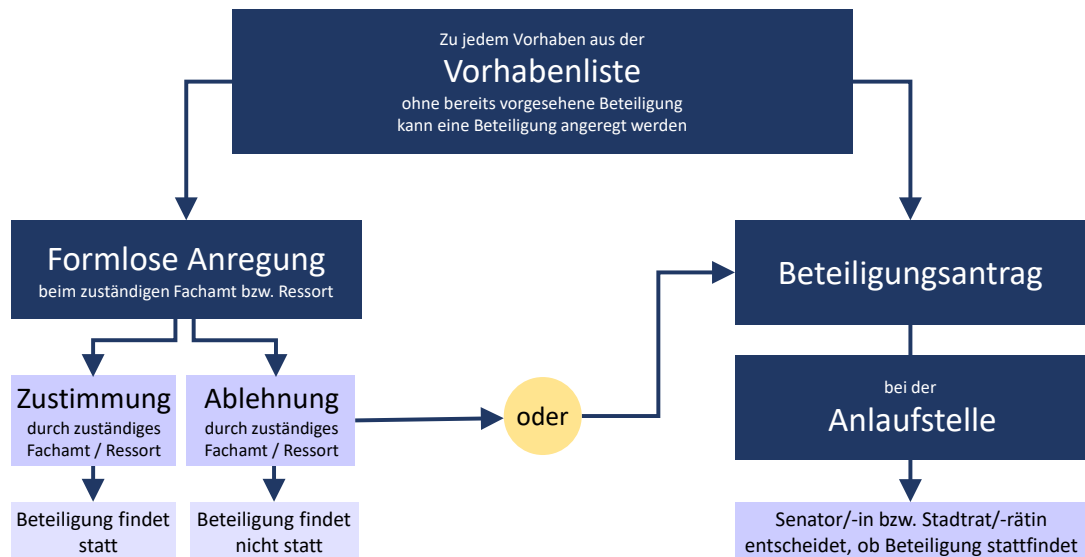 Zu jedem Vorhaben aus der
Vorhabenliste
ohne bereits vorgesehene Beteiligung
kann eine Beteiligung angeregt werden
Formlose Anregung
beim zuständigen Fachamt bzw. Ressort
Zustimmung
durch zuständiges
Fachamt / Ressort
Beteiligung findet
statt
Ablehnung
durch zuständiges
Fachamt / Ressort
Beteiligung findet
nicht statt
oder
Beteiligungsantrag
bei der
Anlaufstelle
Senator/-in bzw. Stadtrat/-rätin
entscheidet, ob Beteiligung stattfindet